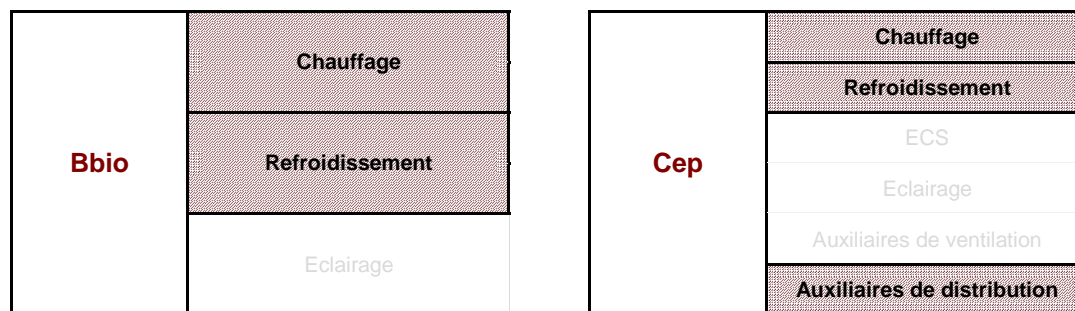 Bbio
Chauffage
Refroidissement
Eclairage
Cep
Chauffage
Refroidissement
ECS
Eclairage
Auxiliaires de ventilation
Auxiliaires de distribution